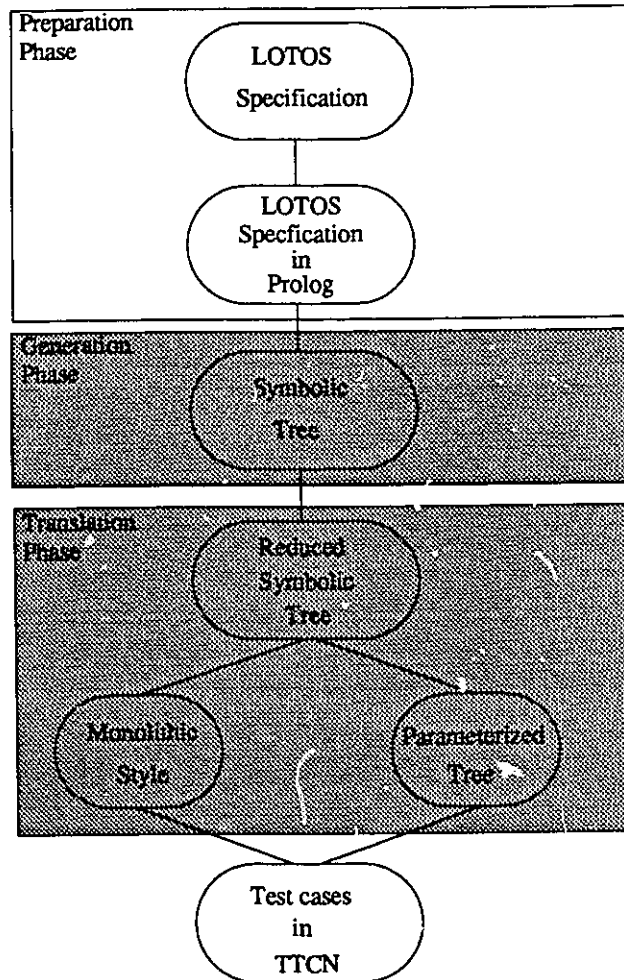 Preparation
Phase
LOTOS
Specification
LOTOS
Specfication
in
Prolog
Generation
Phase
Symbolic
Tree
Translation
Phase
Reduced
Symbolic
Tree
Monolithic
Style
Parameterized
Tree
Test cases
in
TTCN